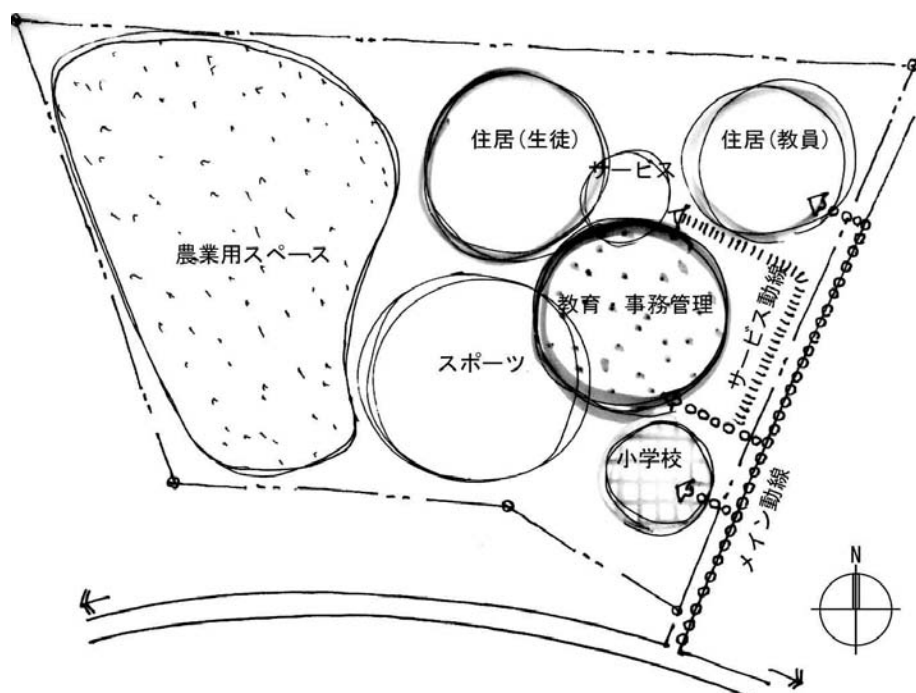 住居(生徒)
住居(教員)
サービス
農業用スペース
教育・事務管理
サービス動線
スポーツ
小学校
メイン動線
N